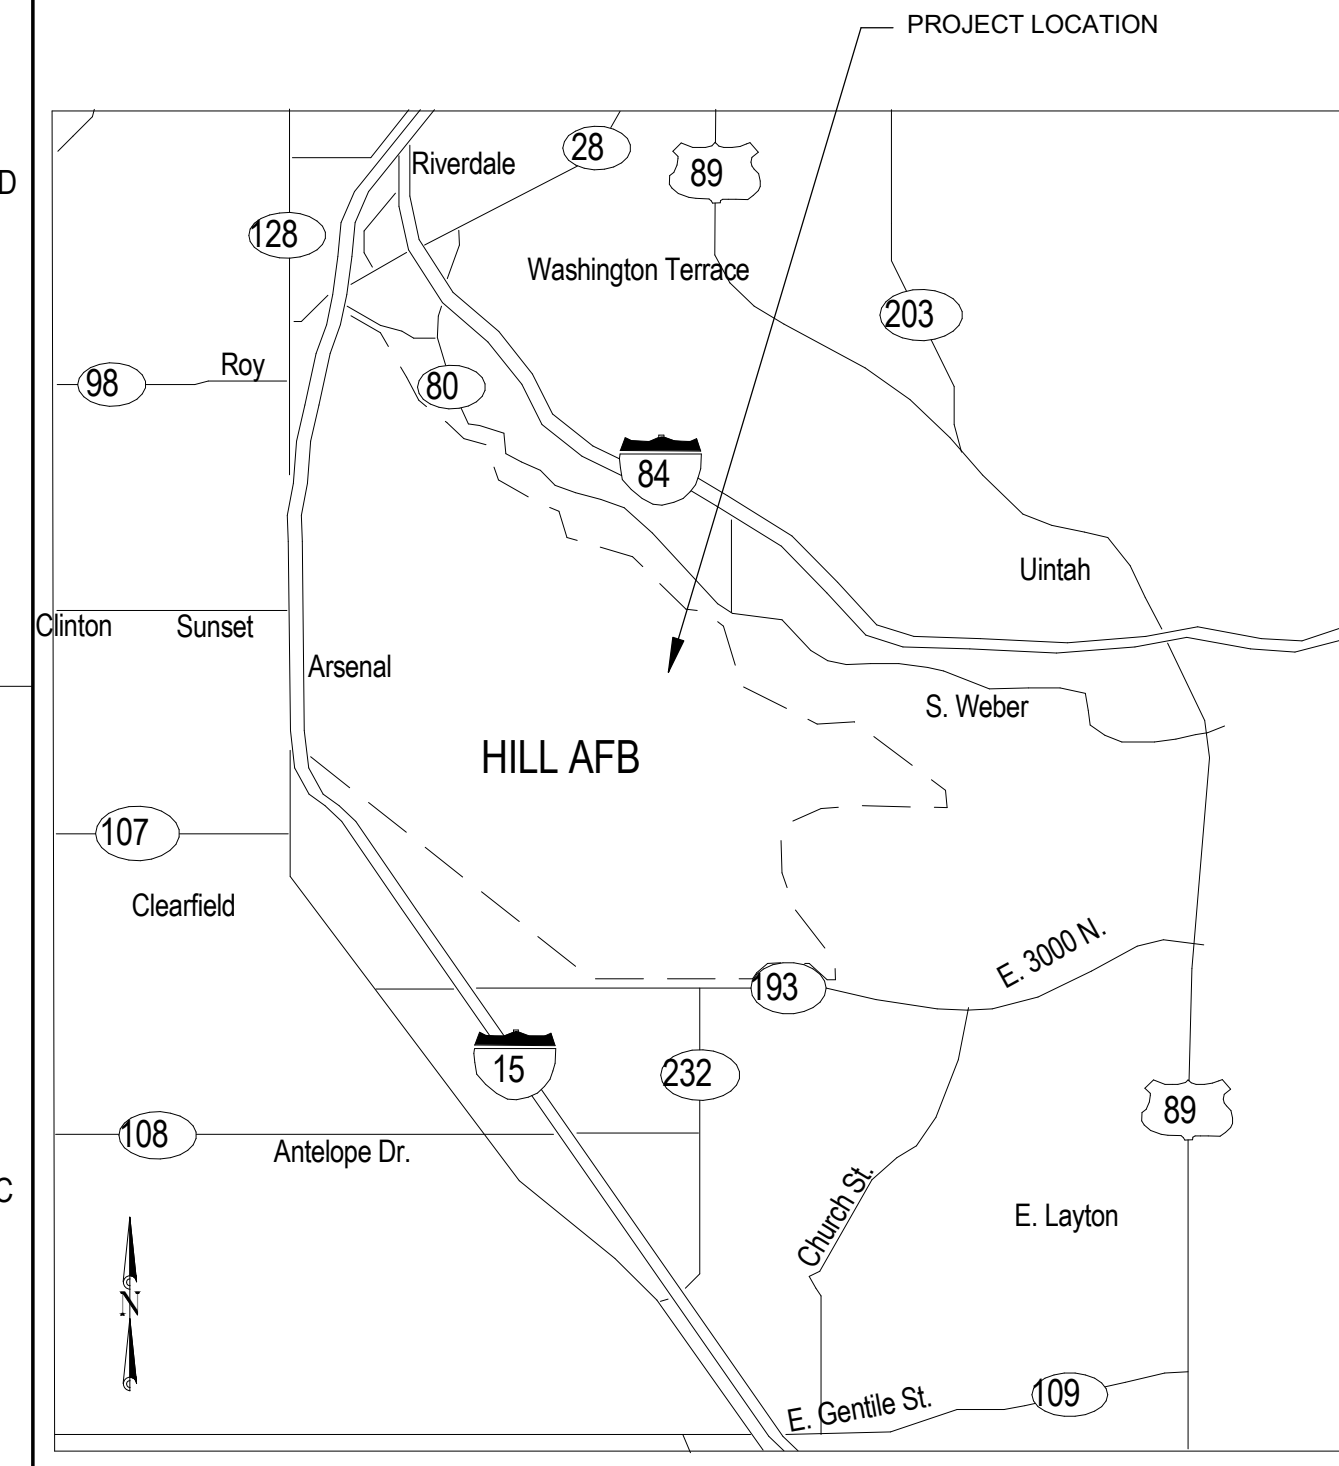 PROJECT LOCATION
D
Riverdale
28
89
128
Washington Terrace
203
Roy
98
80
84
Uintah
Clinton
Sunset
Arsenal
S. Weber
HILL AFB
107
Clearfield
E. 3000 N.
193
15
232
108
Antelope Dr.
89
C
Church St.
E. Layton
N
E. Gentile St.
109